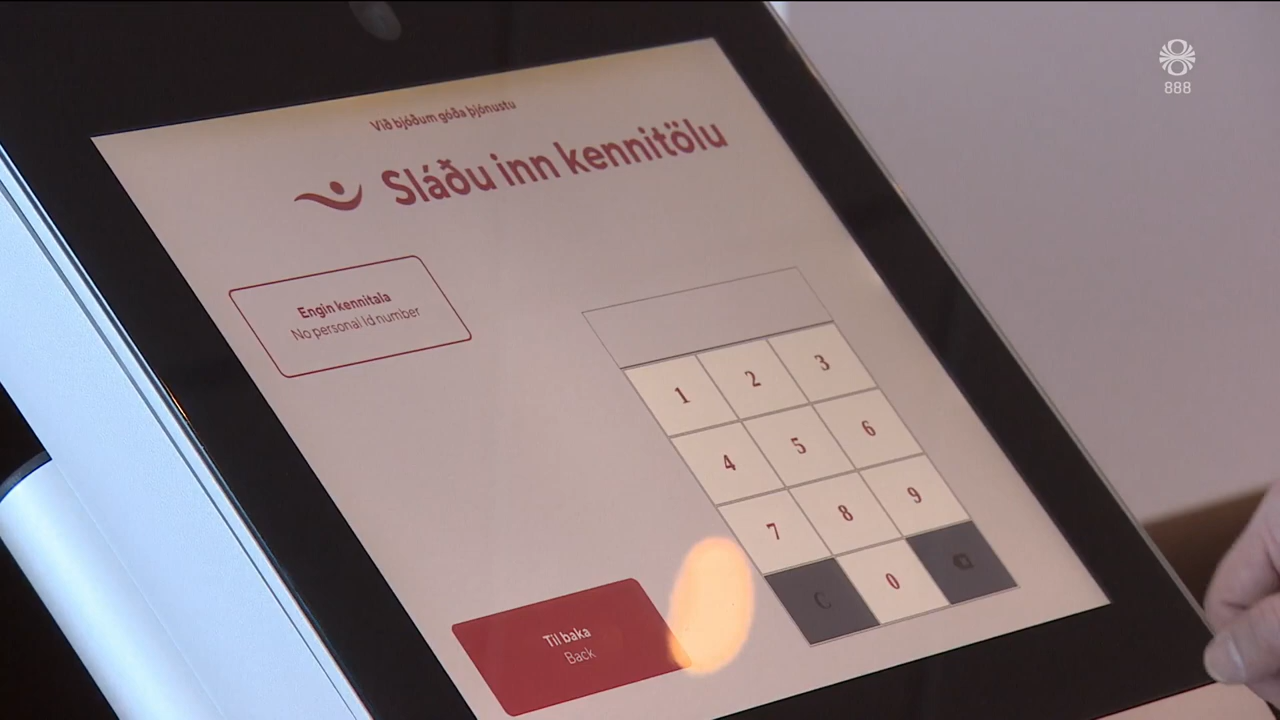 888
Við bjóðum góða þjónustu
Sláðu inn kennitölu
Engin kennitala
No personal Id number
1 2 3
4 5 6
7 8 9
C 0
Til baka
Back